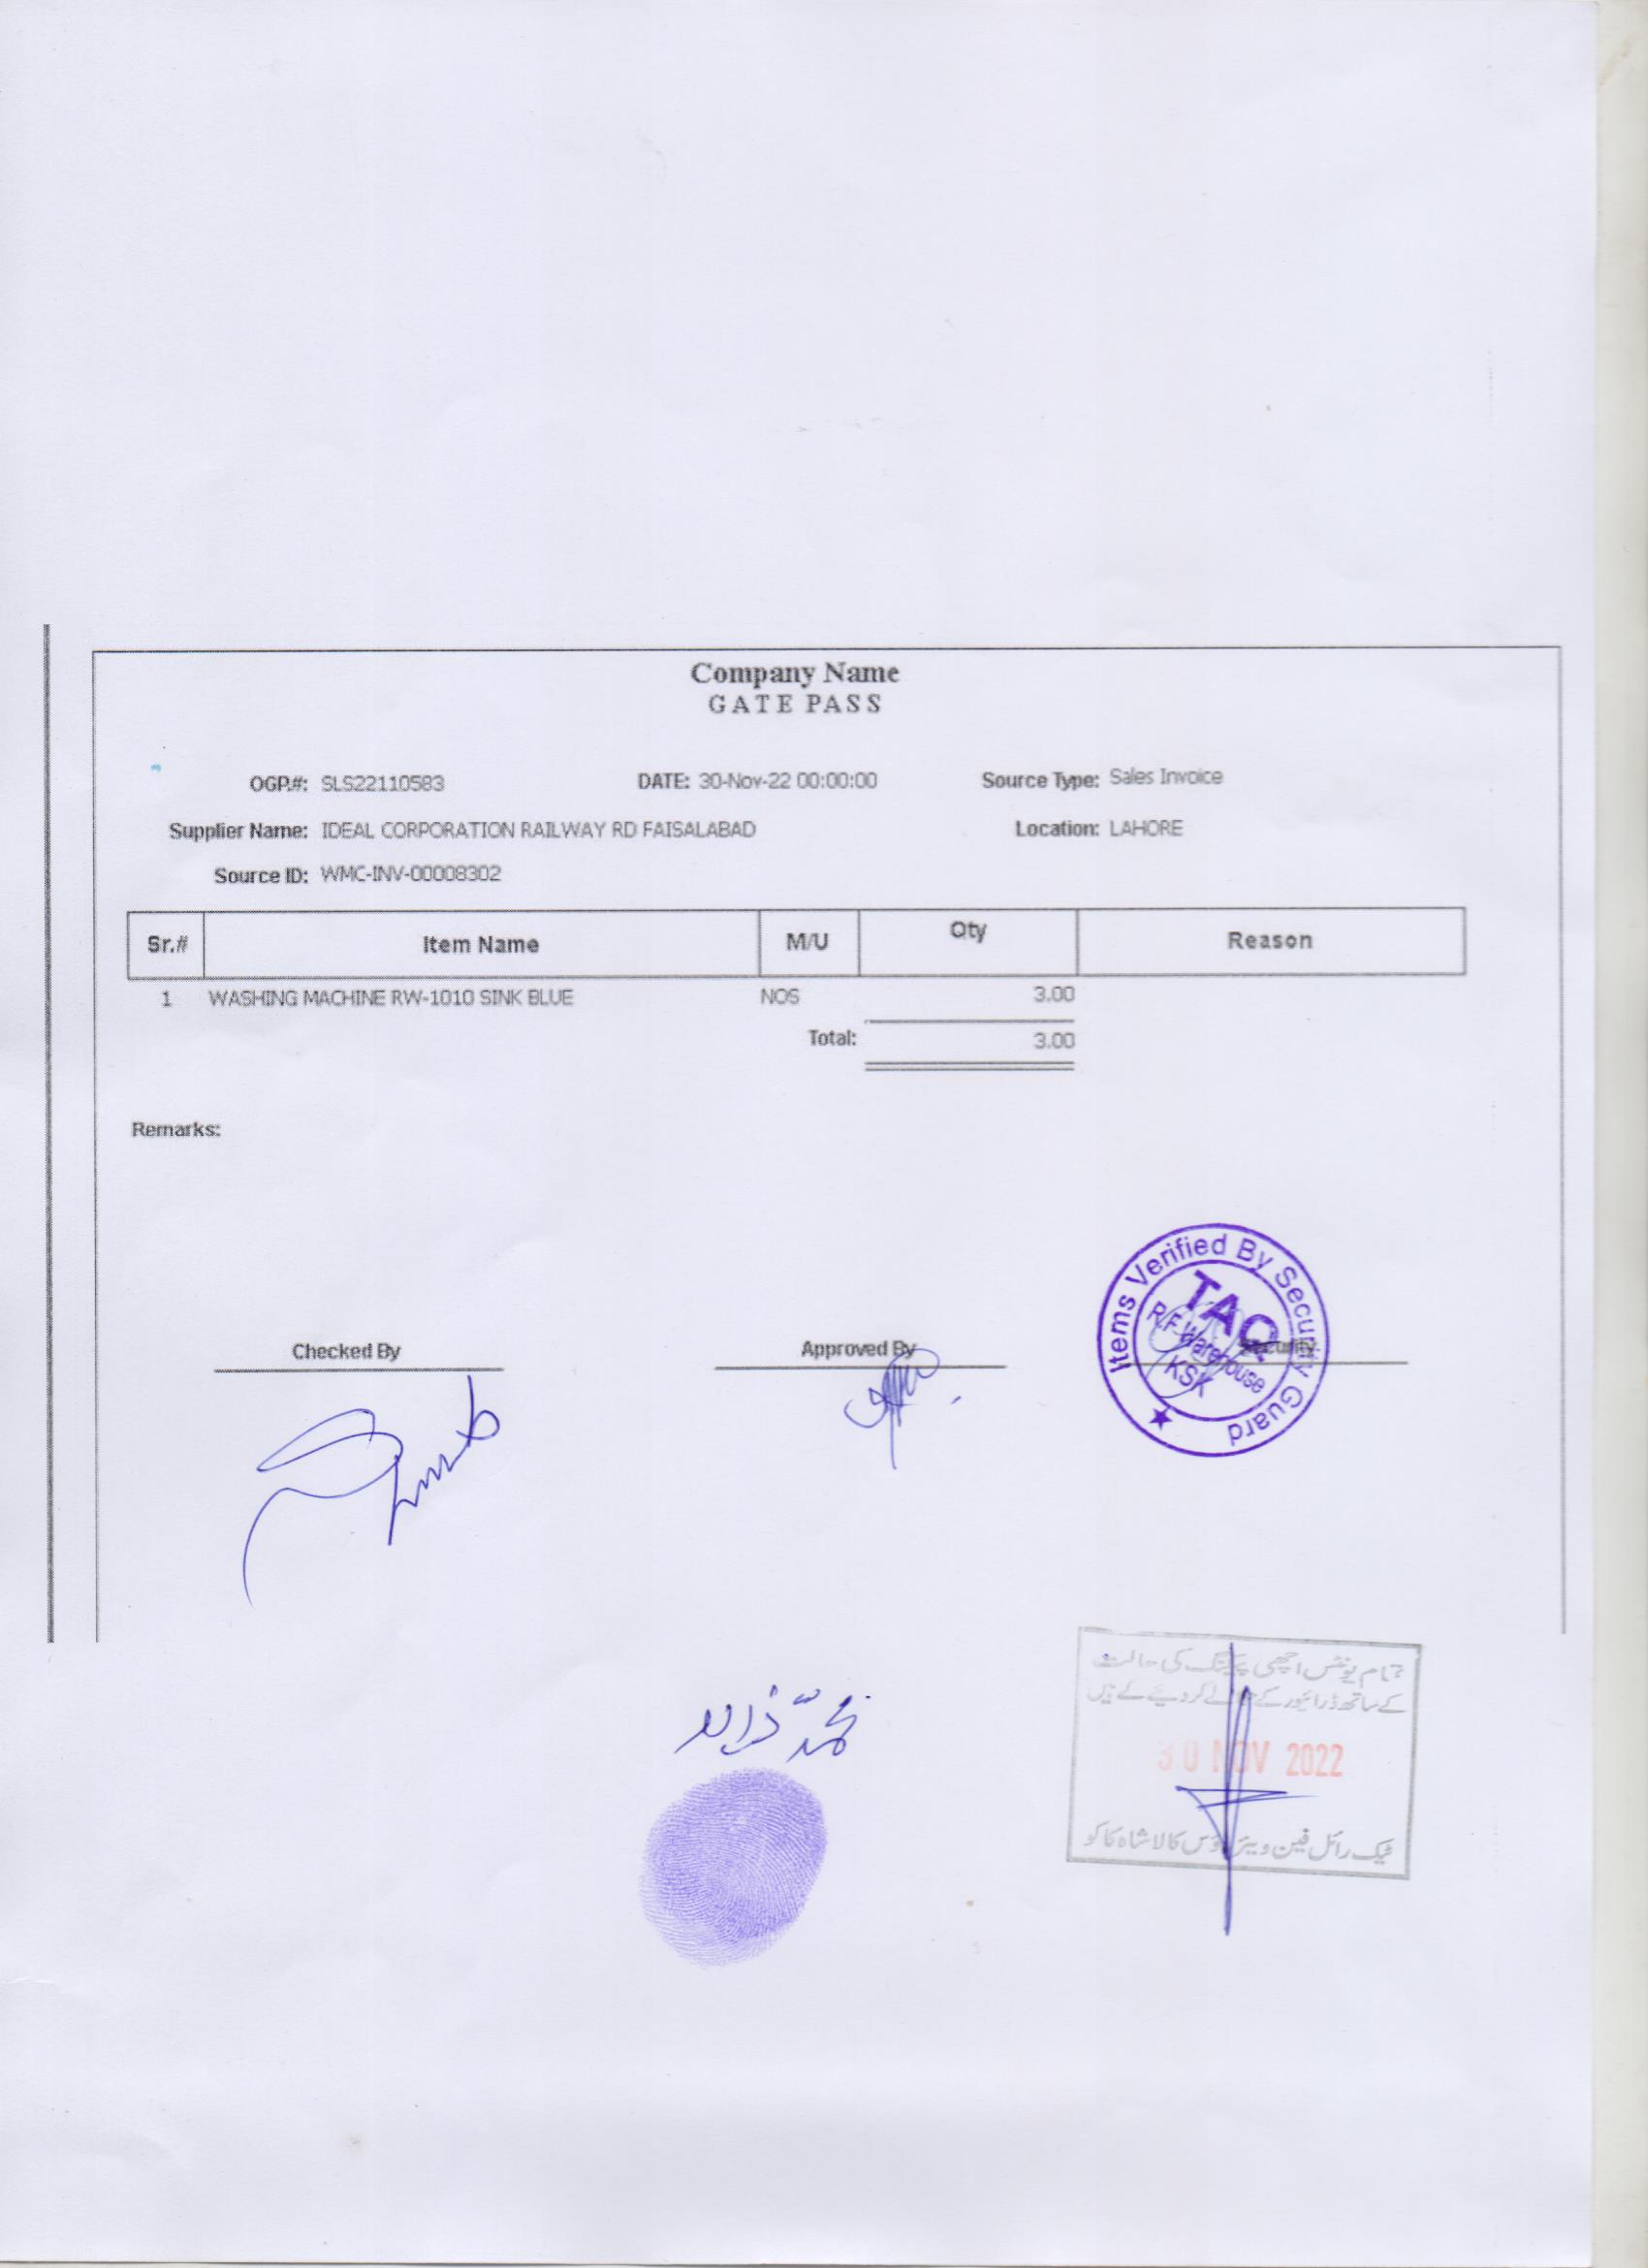 Company Name
GATE PASS
OGP.#: SLS22110583 DATE: 30-Nov-22 00:00:00 Source Type: Sales Invoice
Supplier Name: IDEAL CORPORATION RAILWAY RD FAISALABAD Location: LAHORE
Source ID: WMC-INV-00008302
Sr.# Item Name M/U Qty Reason
1 WASHING MACHINE RW-1010 SINK BLUE NOS 3.00
Total: 3.00
Remarks:
Items Verified By Security Guard
TAC
R.F. Warehouse
KSK
Checked By Approved By Security
تمام یونٹس اچھی پیکنگ کی حالت
کے ساتھ ڈرائیور کے حوالے کر دیئے گئے ہیں
محمد
30 NOV 2022
ٹیک رائل فین ویئر ہاؤس کالا شاہ کاکو